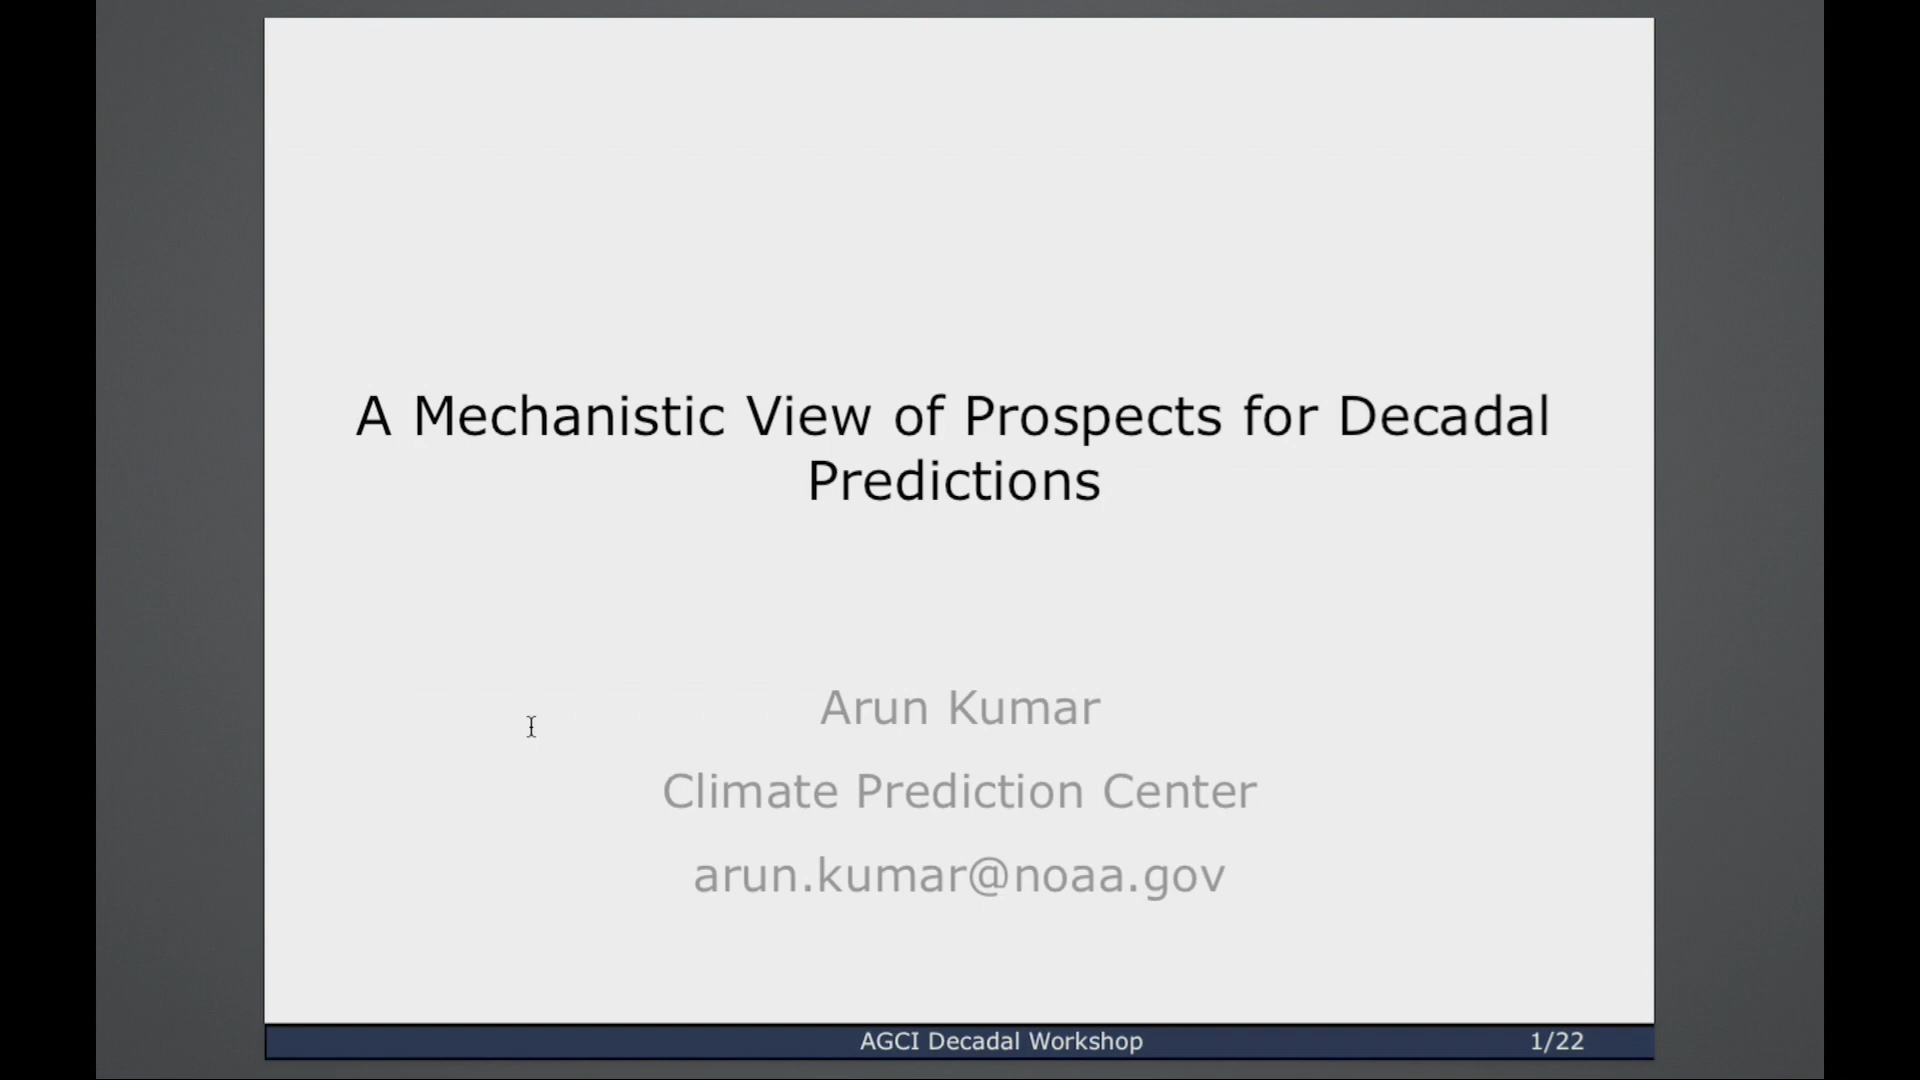 A Mechanistic View of Prospects for Decadal
Predictions
Arun Kumar
Climate Prediction Center
arun.kumar@noaa.gov
AGCI Decadal Workshop
1/22